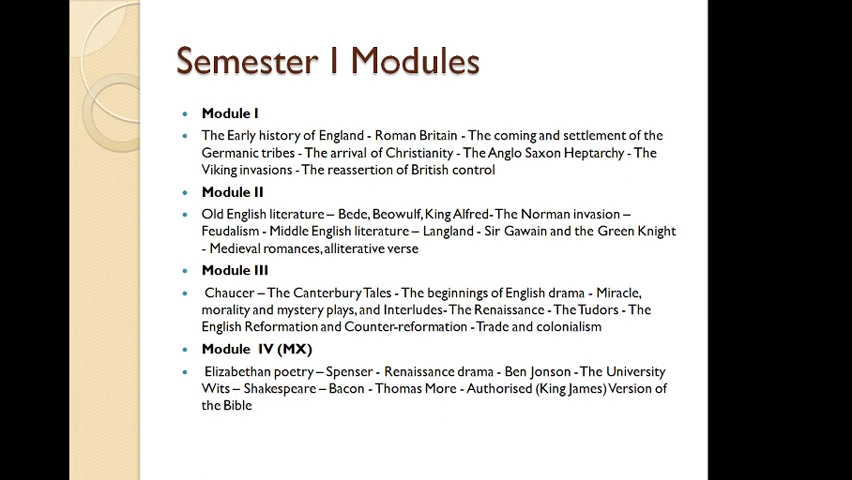 Semester I Modules
Module I
The Early history of England - Roman Britain - The coming and settlement of the
Germanic tribes - The arrival of Christianity - The Anglo Saxon Heptarchy - The
Viking invasions - The reassertion of British control
Module II
Old English literature – Bede, Beowulf, King Alfred- The Norman invasion –
Feudalism - Middle English literature – Langland - Sir Gawain and the Green Knight
- Medieval romances, alliterative verse
Module III
Chaucer – The Canterbury Tales - The beginnings of English drama - Miracle,
morality and mystery plays, and Interludes- The Renaissance - The Tudors - The
English Reformation and Counter-reformation - Trade and colonialism
Module IV (MX)
Elizabethan poetry – Spenser - Renaissance drama - Ben Jonson - The University
Wits – Shakespeare – Bacon - Thomas More - Authorised (King James) Version of
the Bible